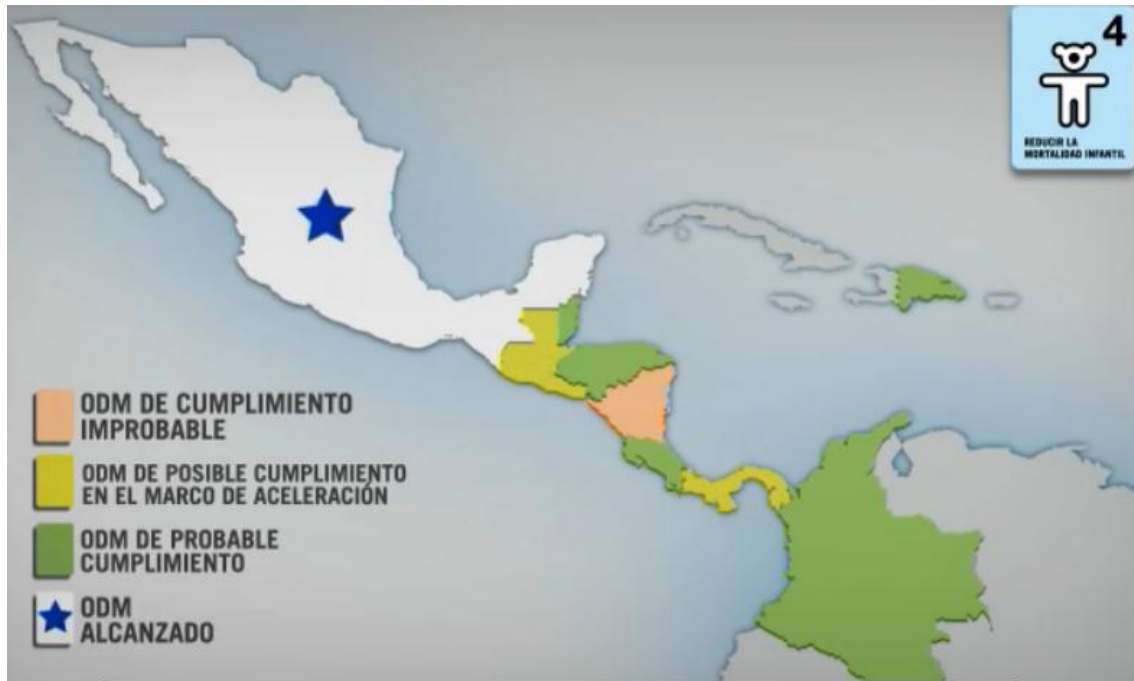 4
REDUCIR LA
MORTALIDAD INFANTIL
ODM DE CUMPLIMIENTO
IMPROBABLE
ODM DE POSIBLE CUMPLIMIENTO
EN EL MARCO DE ACELERACIÓN
ODM DE PROBABLE
CUMPLIMIENTO
ODM
ALCANZADO